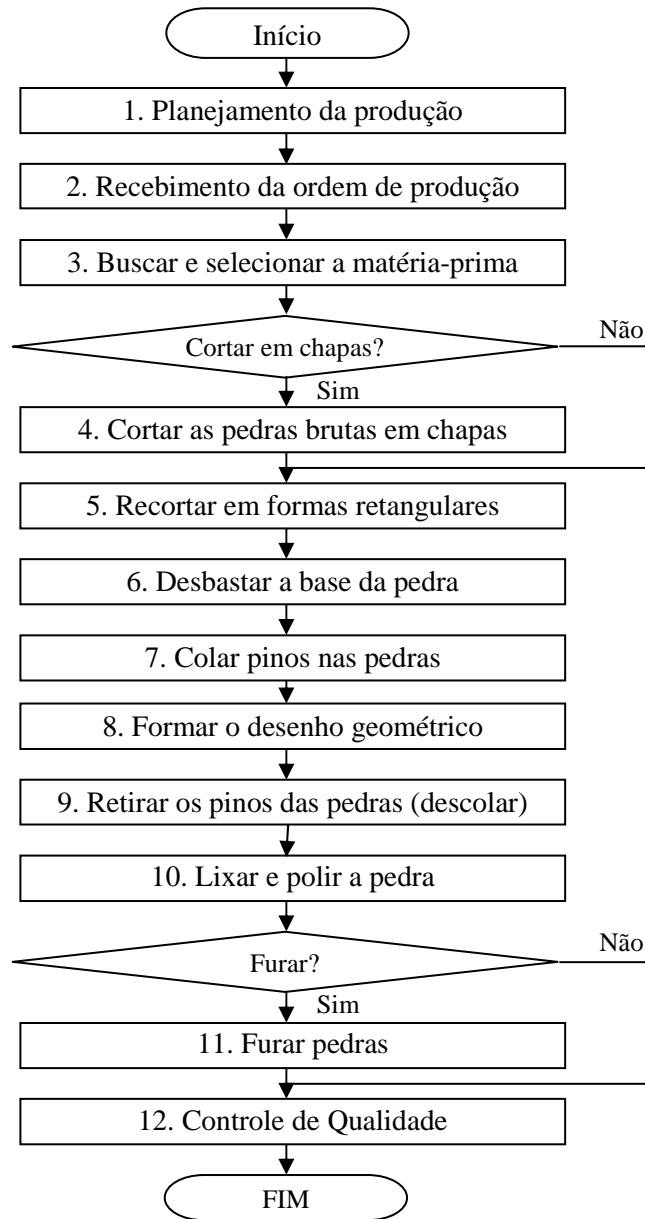 Início
1. Planejamento da produção
2. Recebimento da ordem de produção
3. Buscar e selecionar a matéria-prima
Cortar em chapas?
Não
Sim
4. Cortar as pedras brutas em chapas
5. Recortar em formas retangulares
6. Desbastar a base da pedra
7. Colar pinos nas pedras
8. Formar o desenho geométrico
9. Retirar os pinos das pedras (descolar)
10. Lixar e polir a pedra
Furar?
Não
Sim
11. Furar pedras
12. Controle de Qualidade
FIM